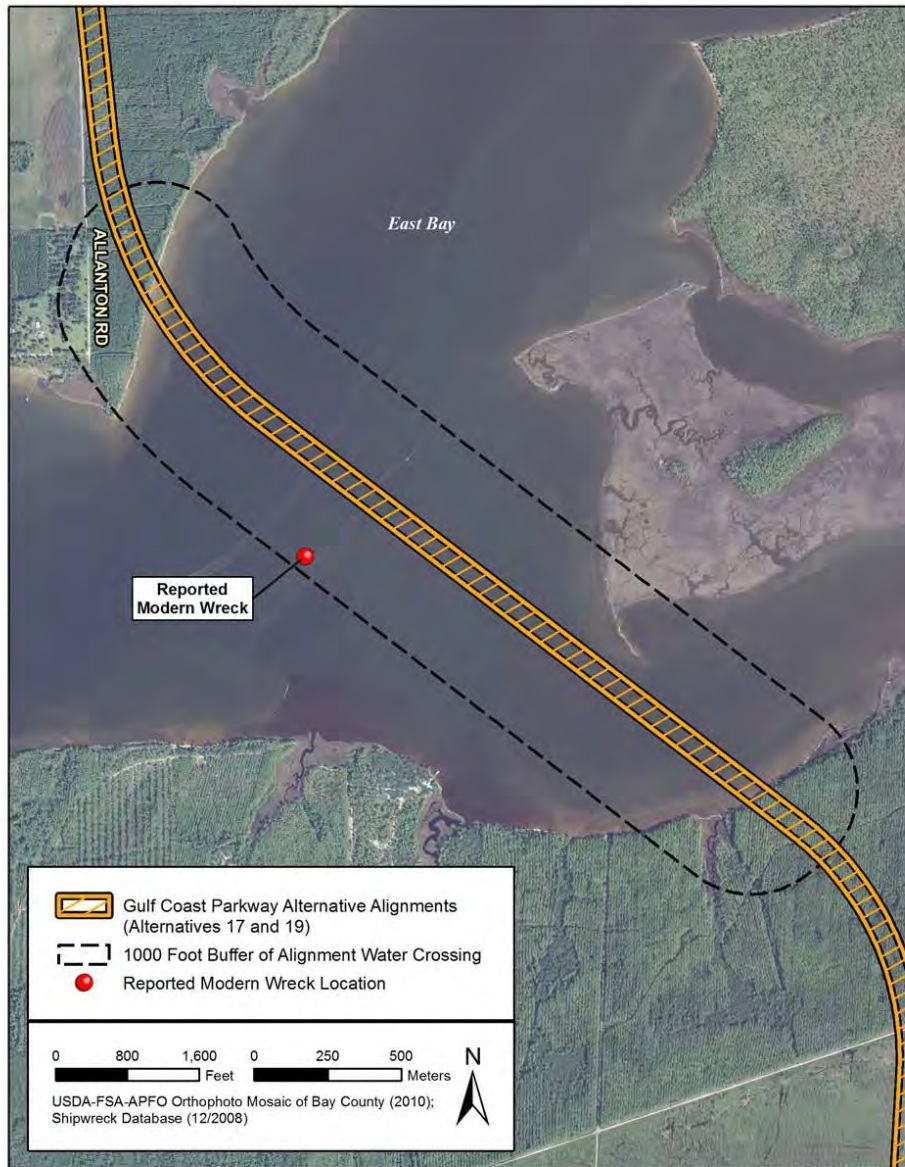 East Bay
ALLANTON RD
Reported
Modern Wreck
Gulf Coast Parkway Alternative Alignments
(Alternatives 17 and 19)
1000 Foot Buffer of Alignment Water Crossing
Reported Modern Wreck Location
0 800 1,600 Feet
0 250 500 Meters
N
USDA-FSA-APFO Orthophoto Mosaic of Bay County (2010);
Shipwreck Database (12/2008)